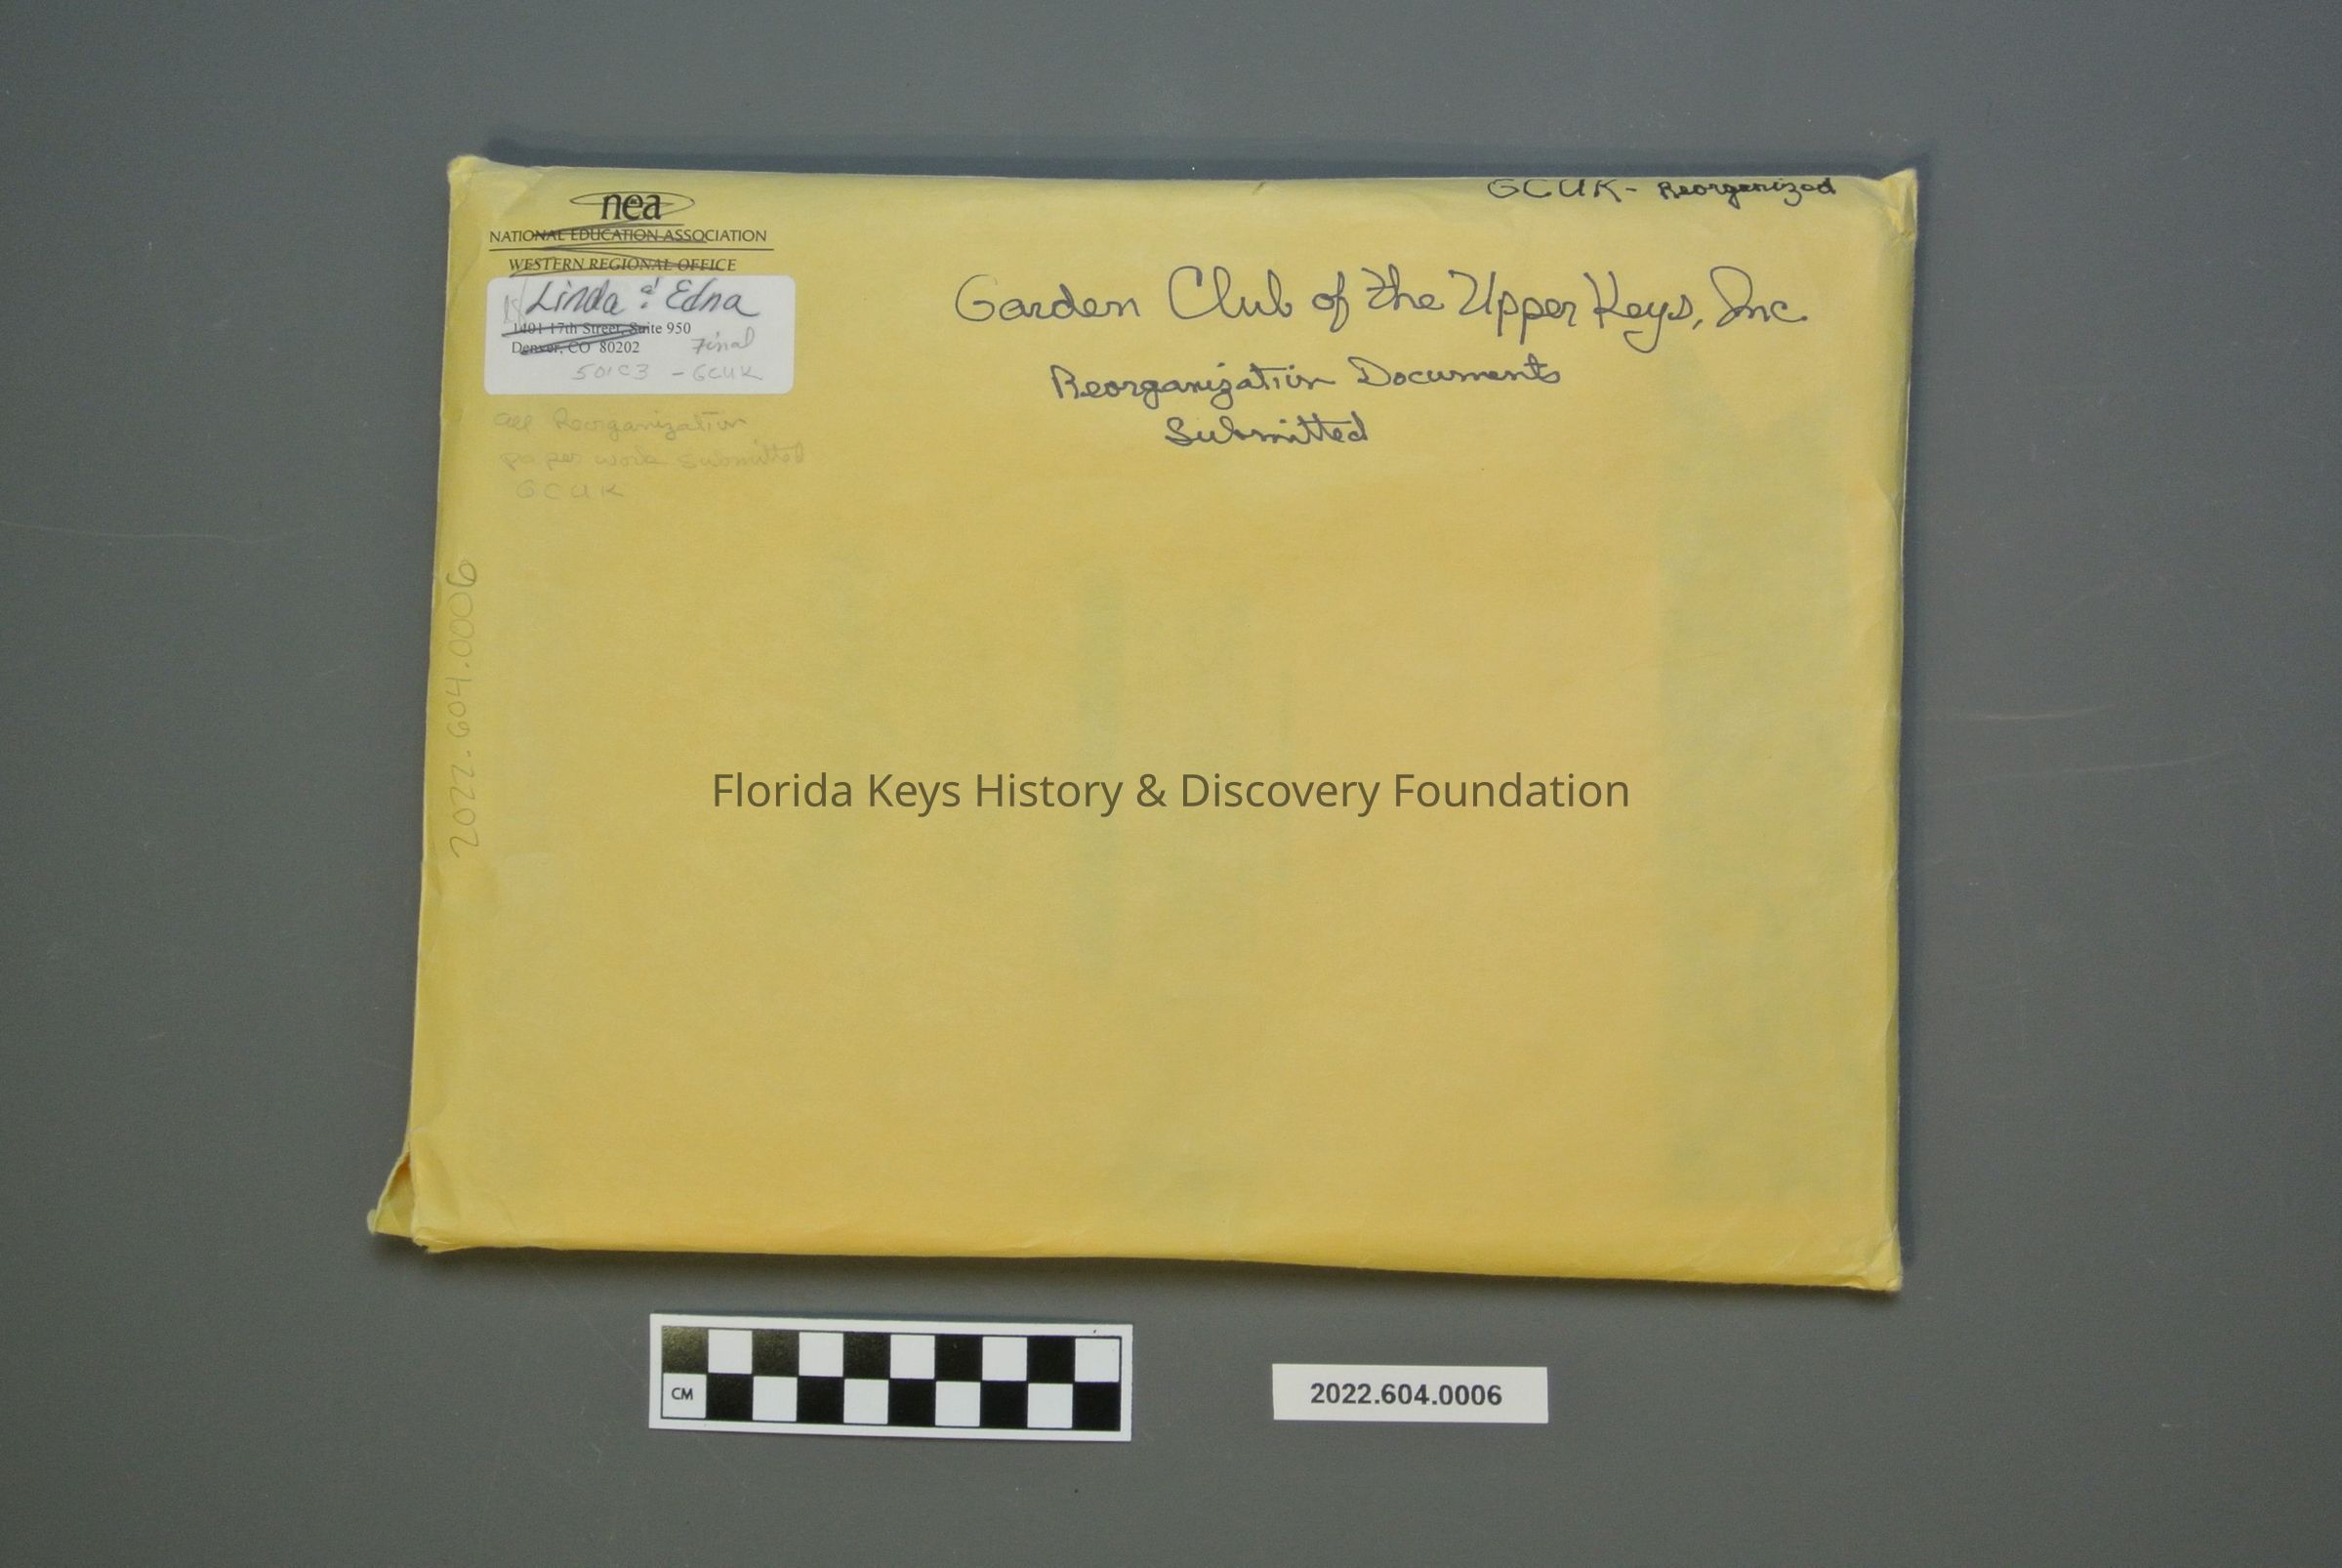 GCUK- Reorganized
nea
NATIONAL EDUCATION ASSOCIATION
WESTERN REGIONAL OFFICE
Linda & Edna
1401 17th Street, Suite 950
Denver, CO 80202 Final
501C3 - GCUK
all Reorganization
paper work submitted
GCUK
Garden Club of the Upper Keys, Inc.
Reorganization Documents
Submitted
2022.604.0006
Florida Keys History & Discovery Foundation
CM
2022.604.0006